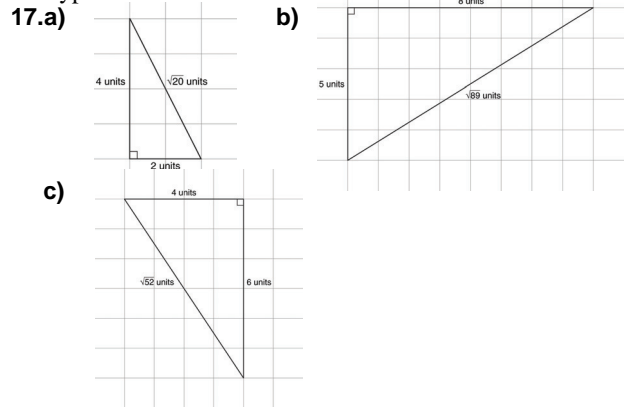 17.a)
4 units
√20 units
2 units
b)
8 units
5 units
√89 units
c)
4 units
√52 units
6 units